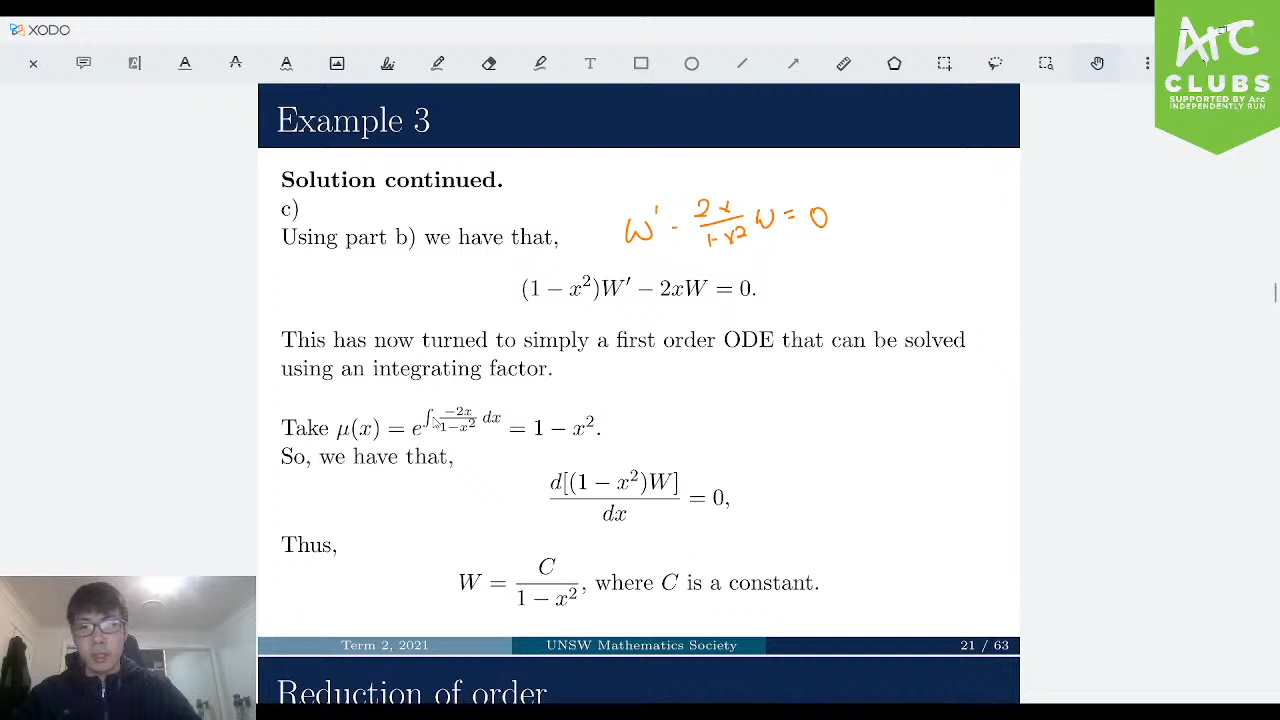 XODO
Arc
CLUBS
SUPPORTED BY Arc
INDEPENDENTLY RUN
Example 3
Solution continued.
c)
W' - 2x/1-x² W = 0
Using part b) we have that,
(1 − x²)W′ − 2xW = 0.
This has now turned to simply a first order ODE that can be solved
using an integrating factor.
Take μ(x) = e^{∫ −2x/1−x² dx} = 1 − x².
So, we have that,
d[(1 − x²)W]/dx = 0,
Thus,
W = C/1 − x², where C is a constant.
Term 2, 2021 UNSW Mathematics Society 21 / 63
Reduction of order